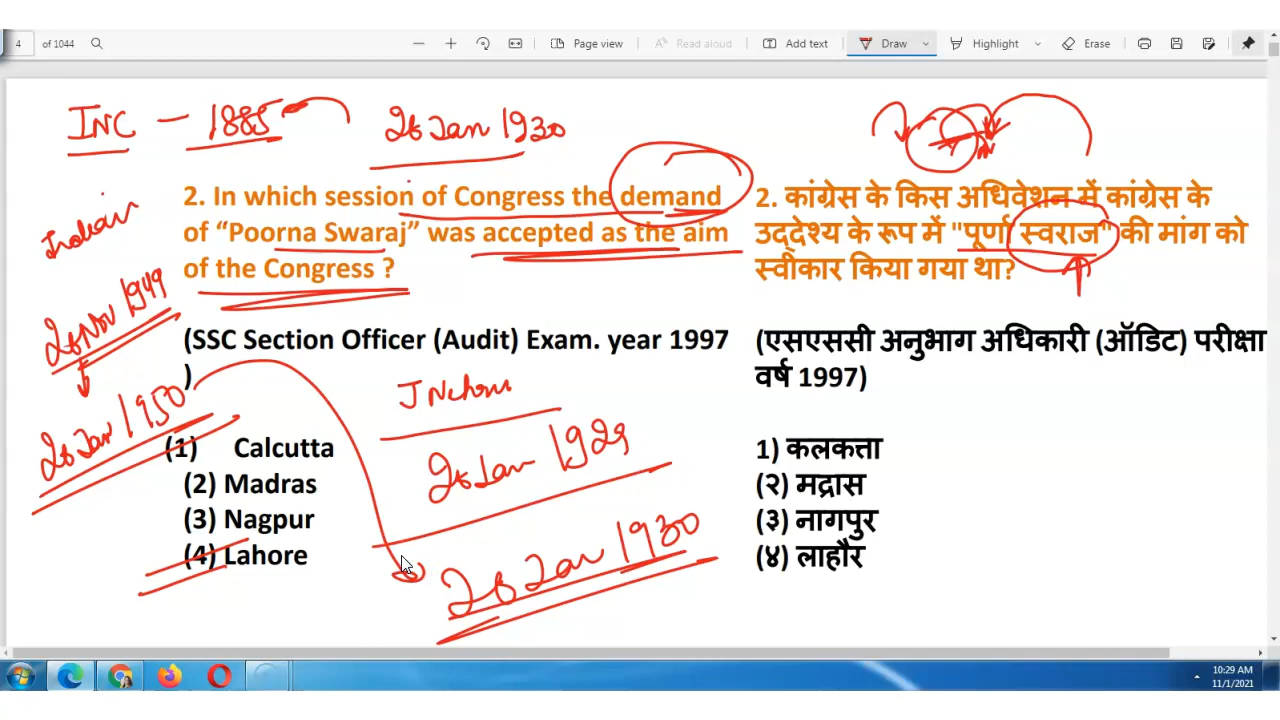 4 of 1044
Page view
Read aloud
Add text
Draw
Highlight
Erase
INC - 1885
26 Jan 1930
Indian
26 Nov 1949
26 Jan 1950
2. In which session of Congress the demand
of “Poorna Swaraj” was accepted as the aim
of the Congress ?
(SSC Section Officer (Audit) Exam. year 1997
)
(1) Calcutta
(2) Madras
(3) Nagpur
(4) Lahore
26 Jan 1929
26 Jan 1930
2. कांग्रेस के किस अधिवेशन में कांग्रेस के
उद्देश्य के रूप में "पूर्ण स्वराज" की मांग को
स्वीकार किया गया था?
(एसएससी अनुभाग अधिकारी (ऑडिट) परीक्षा
वर्ष 1997)
1) कलकत्ता
(२) मद्रास
(३) नागपुर
(४) लाहौर
10:29 AM
11/1/2021